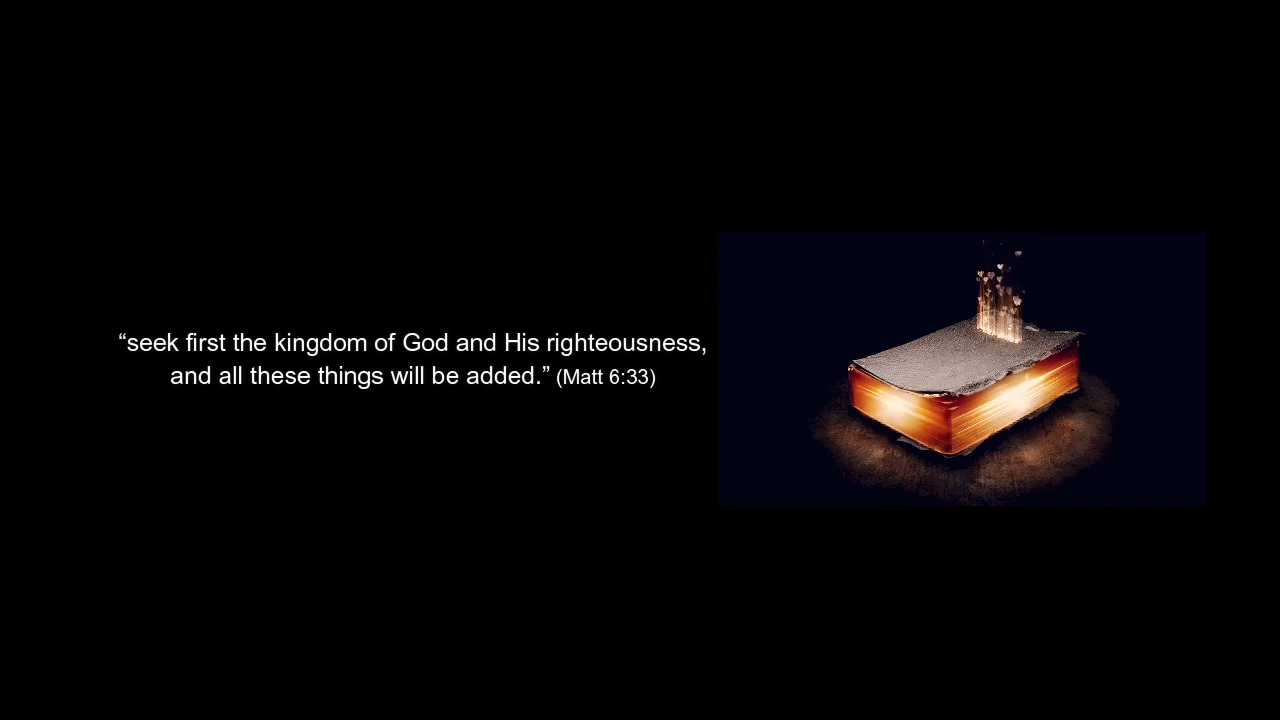 “seek first the kingdom of God and His righteousness,
and all these things will be added.” (Matt 6:33)